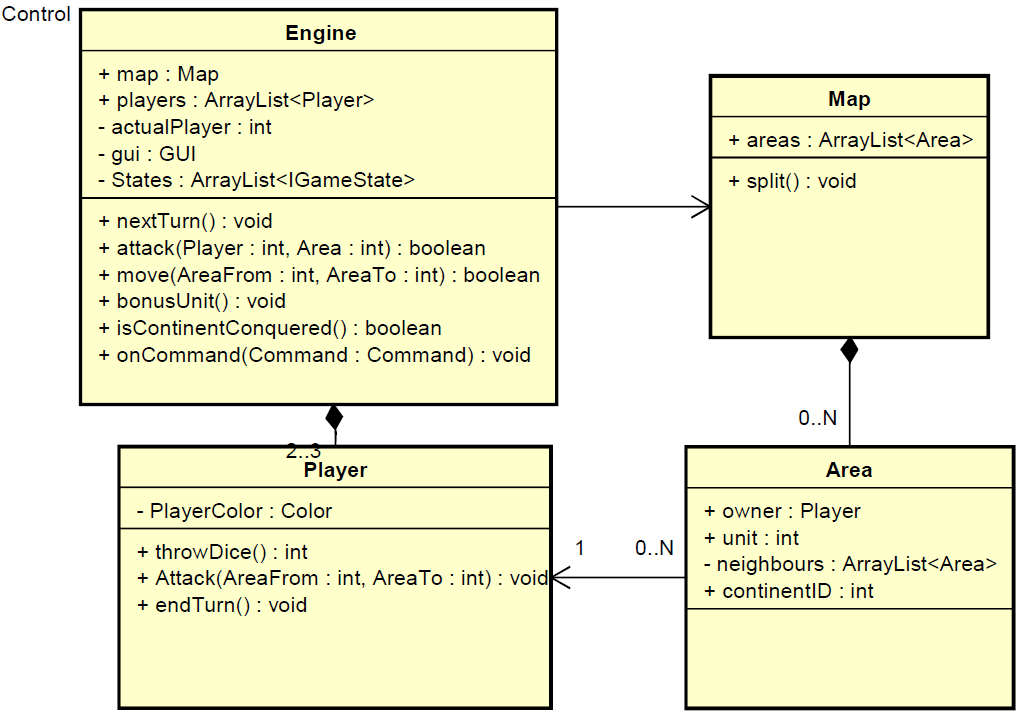 Control
Engine
+ map : Map
+ players : ArrayList<Player>
- actualPlayer : int
- gui : GUI
- States : ArrayList<IGameState>
+ nextTurn() : void
+ attack(Player : int, Area : int) : boolean
+ move(AreaFrom : int, AreaTo : int) : boolean
+ bonusUnit() : void
+ isContinentConquered() : boolean
+ onCommand(Command : Command) : void
Map
+ areas : ArrayList<Area>
+ split() : void
0..N
2..3
Player
- PlayerColor : Color
+ throwDice() : int
+ Attack(AreaFrom : int, AreaTo : int) : void
+ endTurn() : void
1
0..N
Area
+ owner : Player
+ unit : int
- neighbours : ArrayList<Area>
+ continentID : int